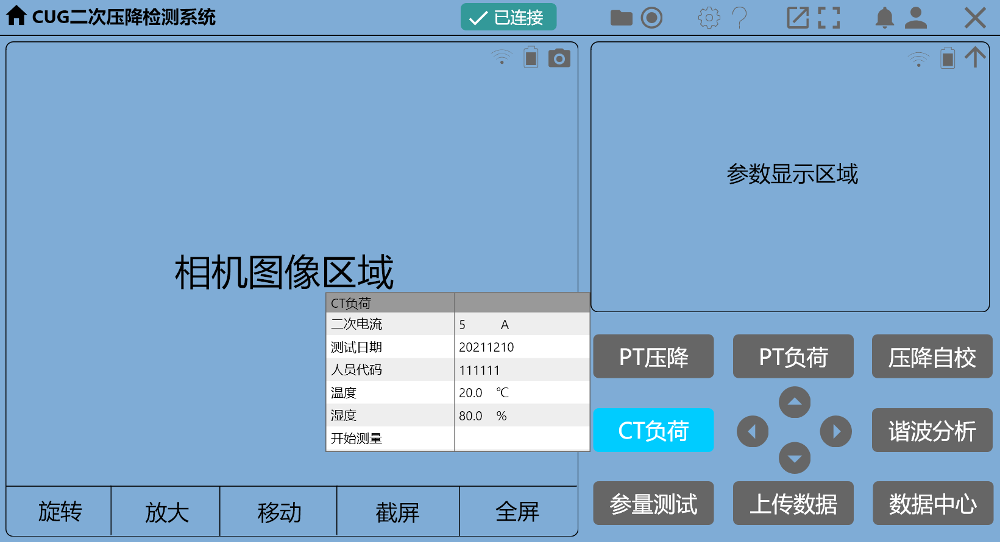 CUG二次压降检测系统
已连接
相机图像区域
参数显示区域
CT负荷
二次电流 5 A
测试日期 20211210
人员代码 111111
温度 20.0 ℃
湿度 80.0 %
开始测量
PT压降 PT负荷 压降自校
CT负荷 谐波分析
参量测试 上传数据 数据中心
旋转 放大 移动 截屏 全屏